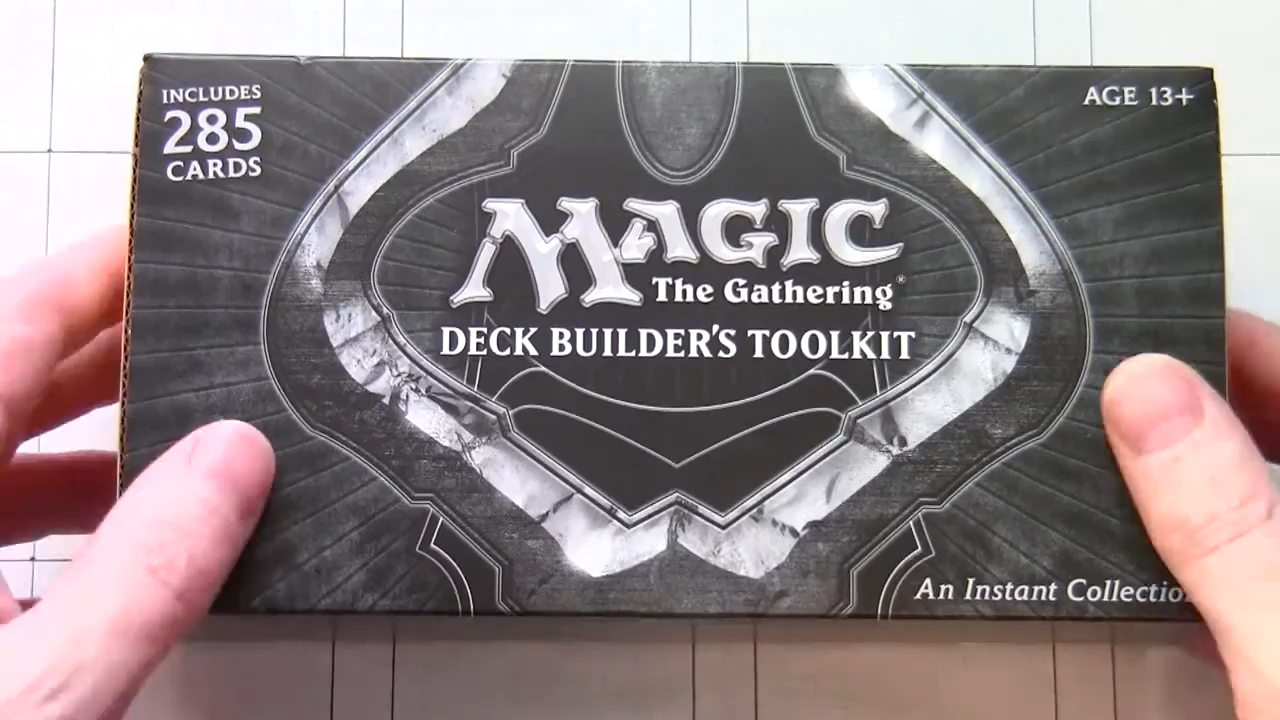 INCLUDES
285
CARDS
AGE 13+
MAGIC
The Gathering®
DECK BUILDER'S TOOLKIT
An Instant Collectio